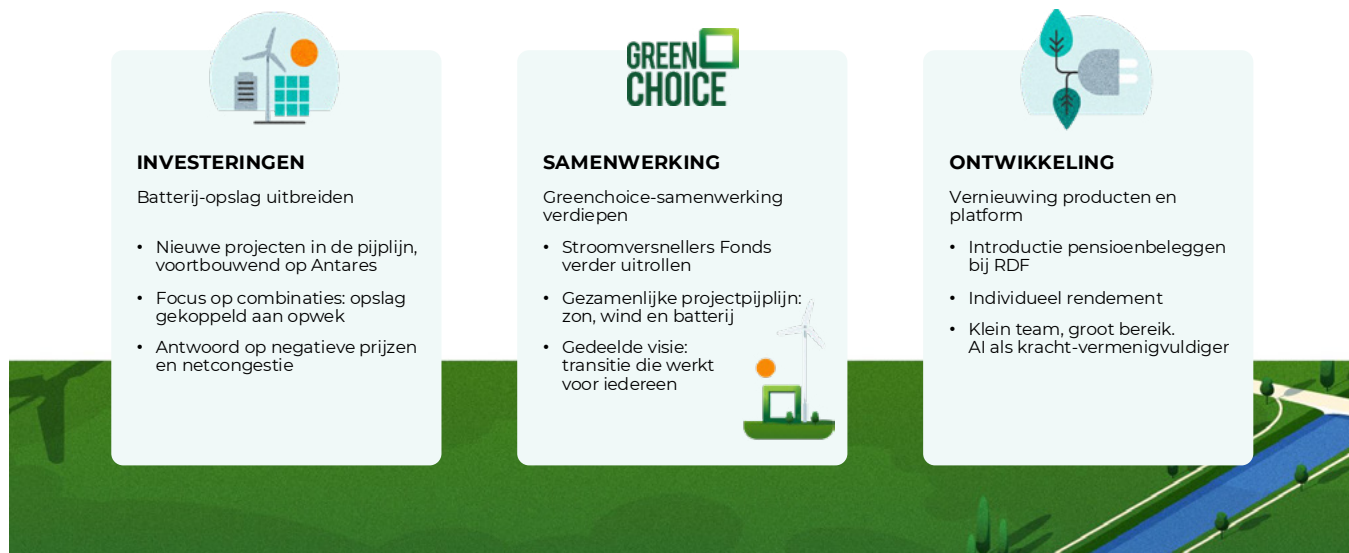 INVESTERINGEN
Batterij-opslag uitbreiden
• Nieuwe projecten in de pijplijn,
voortbouwend op Antares
• Focus op combinaties: opslag
gekoppeld aan opwek
• Antwoord op negatieve prijzen
en netcongestie
GREEN
CHOICE
SAMENWERKING
Greenchoice-samenwerking
verdiepen
• Stroomversnellers Fonds
verder uitrollen
• Gezamenlijke projectpijplijn:
zon, wind en batterij
• Gedeelde visie:
transitie die werkt
voor iedereen
ONTWIKKELING
Vernieuwing producten en
platform
• Introductie pensioenbeleggen
bij RDF
• Individueel rendement
• Klein team, groot bereik.
AI als kracht-vermenigvuldiger